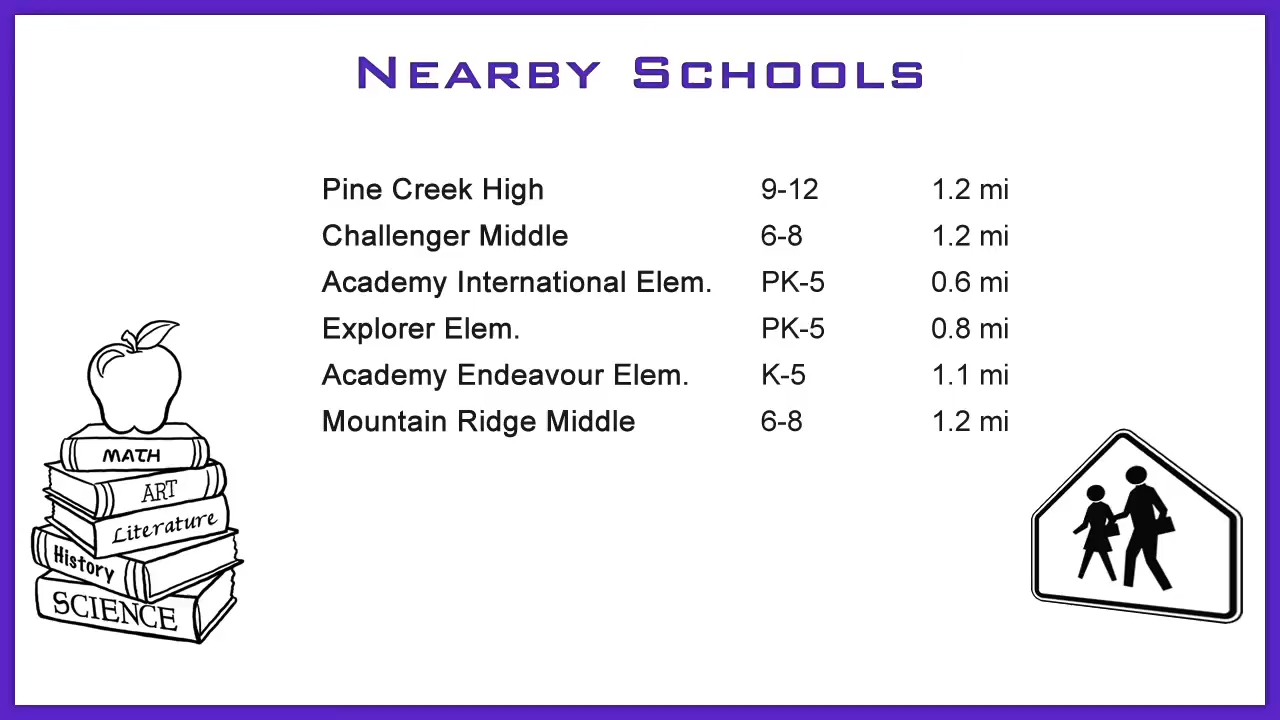 Nearby Schools
Pine Creek High 9-12 1.2 mi
Challenger Middle 6-8 1.2 mi
Academy International Elem. PK-5 0.6 mi
Explorer Elem. PK-5 0.8 mi
Academy Endeavour Elem. K-5 1.1 mi
Mountain Ridge Middle 6-8 1.2 mi
MATH
ART
Literature
History
SCIENCE